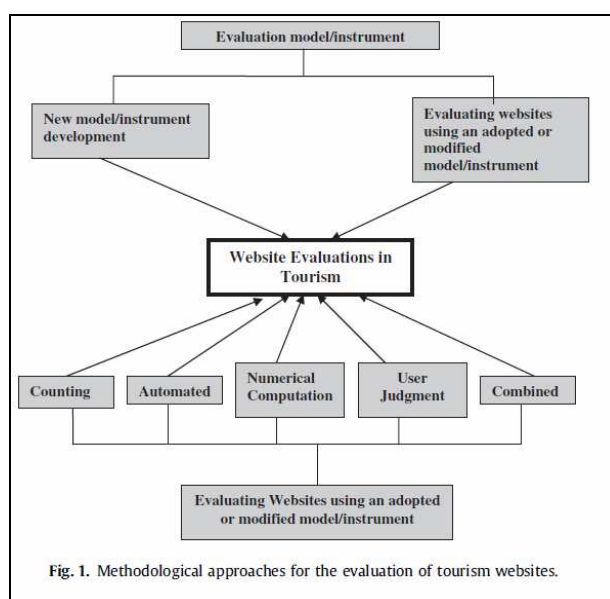 Evaluation model/instrument
New model/instrument
development
Evaluating websites
using an adopted or
modified
model/instrument
Website Evaluations in
Tourism
Counting
Automated
Numerical
Computation
User
Judgment
Combined
Evaluating Websites using an adopted
or modified model/instrument
Fig. 1. Methodological approaches for the evaluation of tourism websites.